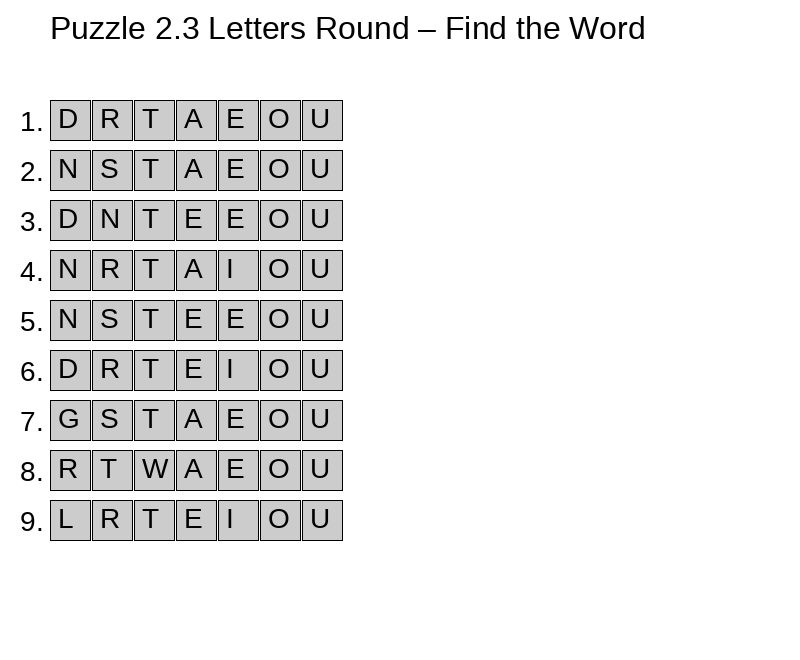 Puzzle 2.3 Letters Round – Find the Word
1. D R T A E O U
2. N S T A E O U
3. D N T E E O U
4. N R T A I O U
5. N S T E E O U
6. D R T E I O U
7. G S T A E O U
8. R T W A E O U
9. L R T E I O U